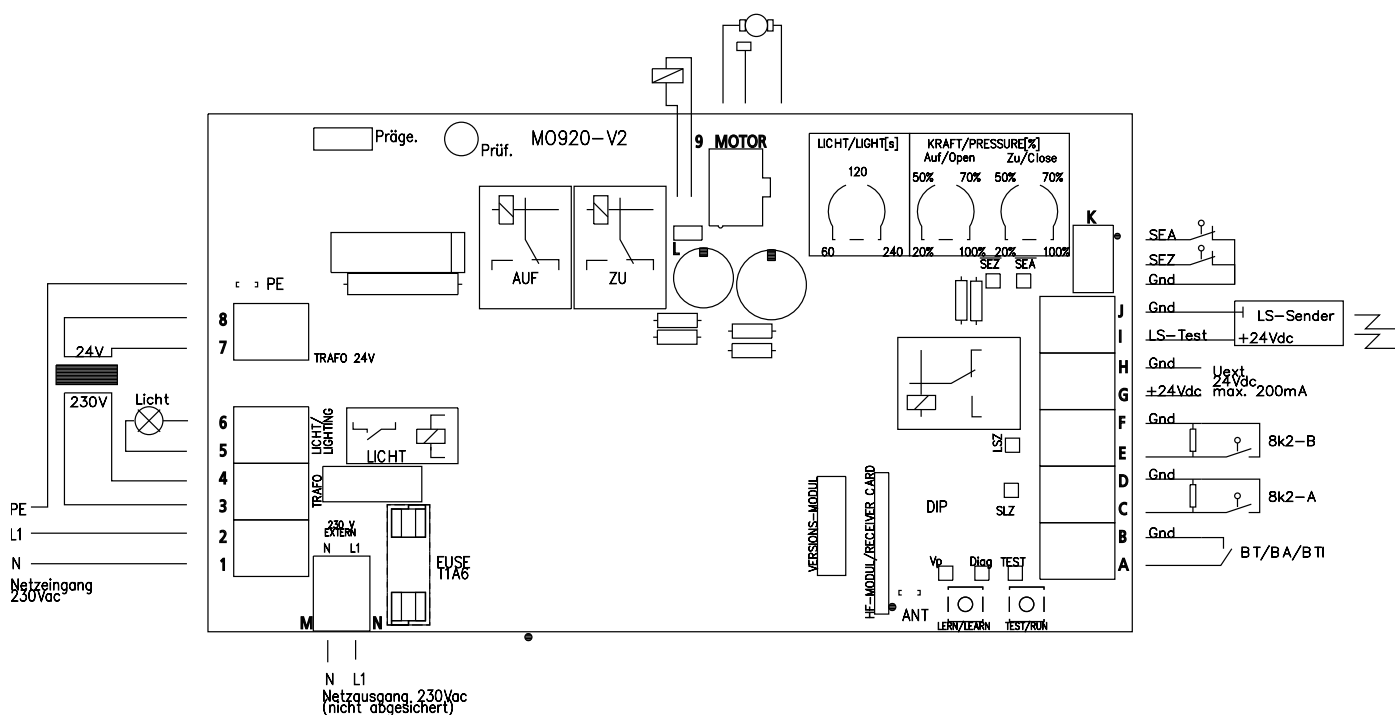 Präge.
Prüf.
MO920-V2
9 MOTOR
LICHT/LIGHT[s]
120
60
240
KRAFT/PRESSURE[%]
Auf/Open
Zu/Close
50%
70%
50%
70%
20%
100%
20%
100%
K
L
AUF
ZU
SEZ
SEA
SEA
SEZ
Gnd
PE
8
7
TRAFO 24V
24V
230V
Licht
6
5
LICHT/
LIGHTING
LICHT
4
3
TRAFO
2
1
230 V
EXTERN
N L1
FUSE
T1A6
M
N
PE
L1
N
Netzeingang
230Vac
N L1
Netzausgang 230Vac
(nicht abgesichert)
J
Gnd
LS-Sender
I
LS-Test
+24Vdc
H
Gnd
Uext
24Vdc
G
+24Vdc
max. 200mA
F
Gnd
E
8k2-B
D
Gnd
C
8k2-A
B
Gnd
A
BT/BA/BTI
LSZ
SLZ
DIP
VERSIONS-MODUL
HF-MODUL/RECEIVER CARD
Vp
Diag
TEST
ANT
LERN/LEARN
TEST/RUN